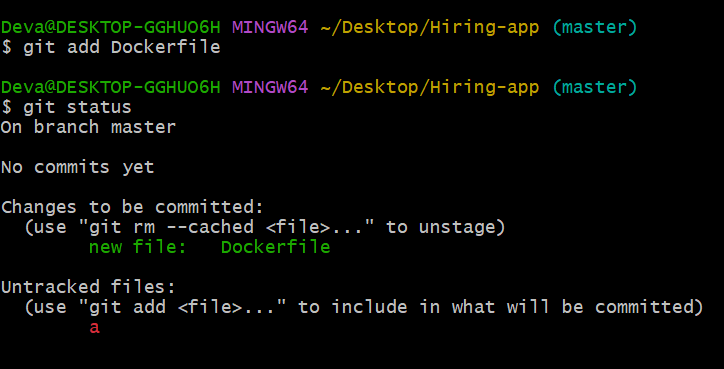 Deva@DESKTOP-GGHUO6H MINGW64 ~/Desktop/Hiring-app (master)
$ git add Dockerfile
Deva@DESKTOP-GGHUO6H MINGW64 ~/Desktop/Hiring-app (master)
$ git status
On branch master
No commits yet
Changes to be committed:
  (use "git rm --cached <file>..." to unstage)
        new file:   Dockerfile
Untracked files:
  (use "git add <file>..." to include in what will be committed)
        a